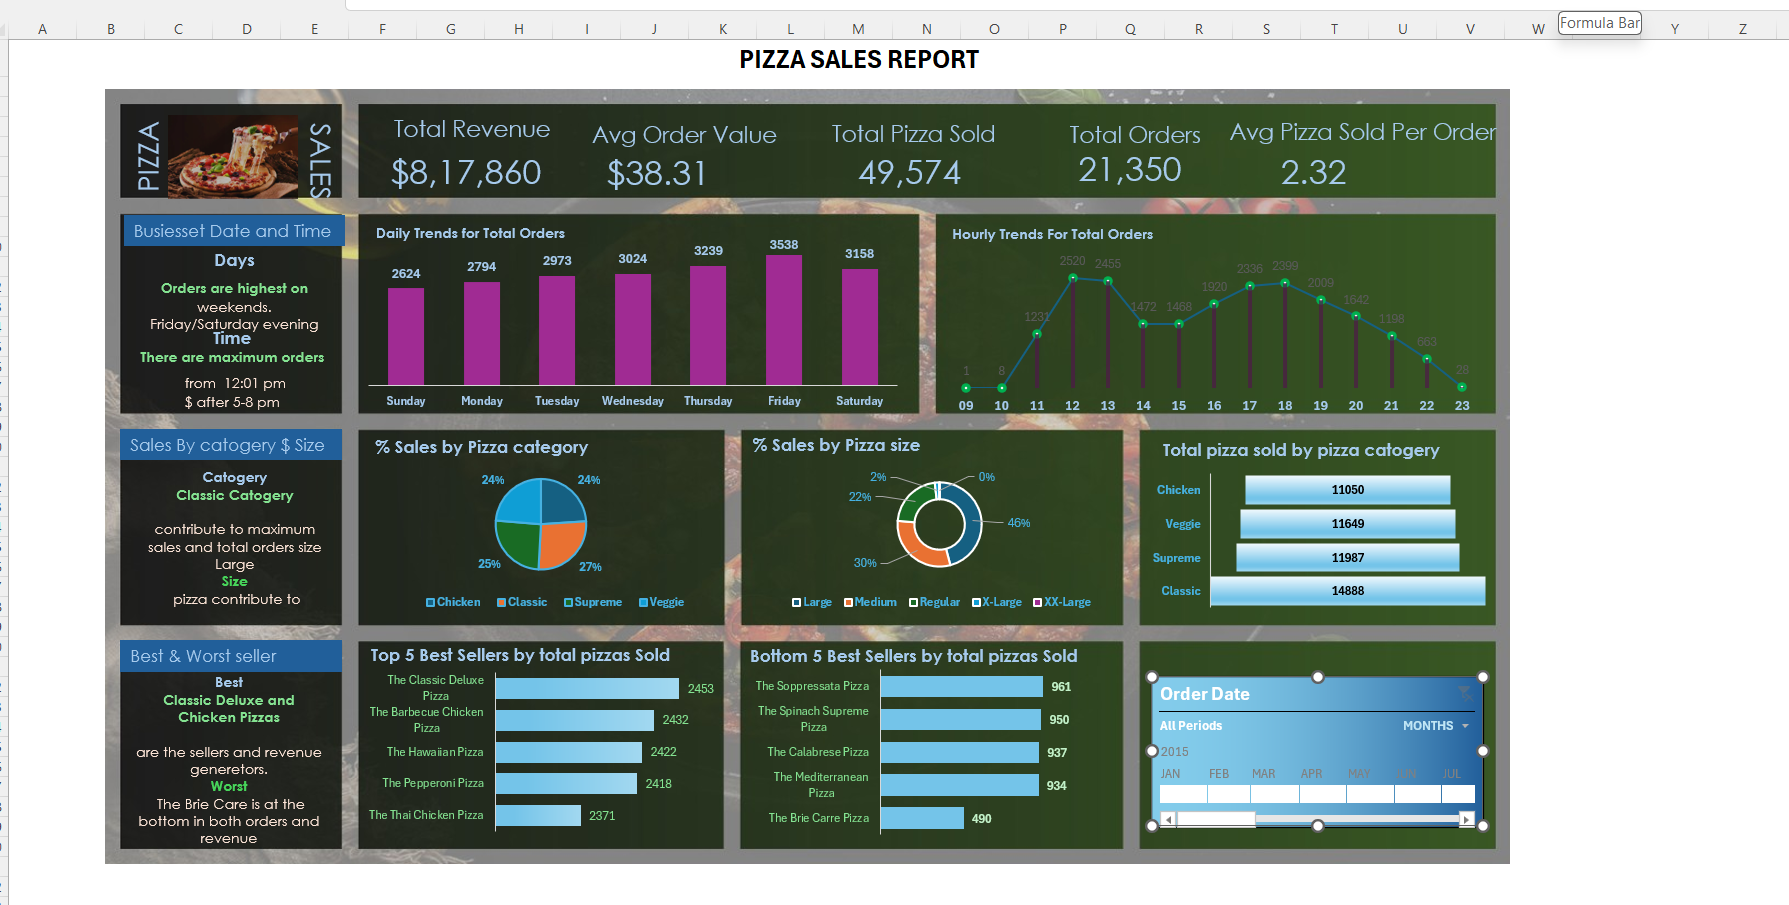 Formula Bar
A B C D E F G H I J K L M N O P Q R S T U V W Y Z
PIZZA SALES REPORT
PIZZA
SALES
Total Revenue
$8,17,860
Avg Order Value
$38.31
Total Pizza Sold
49,574
Total Orders
21,350
Avg Pizza Sold Per Order
2.32
Busiesset Date and Time
Days
Orders are highest on
weekends.
Friday/Saturday evening
Time
There are maximum orders
from 12:01 pm
$ after 5-8 pm
Daily Trends for Total Orders
2624 2794 2973 3024 3239 3538 3158
Sunday Monday Tuesday Wednesday Thursday Friday Saturday
Hourly Trends For Total Orders
1 8 1231 2520 2455 1472 1468 1920 2336 2399 2009 1642 1198 663 28
09 10 11 12 13 14 15 16 17 18 19 20 21 22 23
Sales By catogery $ Size
Catogery
Classic Catogery
contribute to maximum
sales and total orders size
Large
Size
pizza contribute to
% Sales by Pizza category
24% 24%
25% 27%
Chicken Classic Supreme Veggie
% Sales by Pizza size
2% 0%
22%
46%
30%
Large Medium Regular X-Large XX-Large
Total pizza sold by pizza catogery
Chicken 11050
Veggie 11649
Supreme 11987
Classic 14888
Best & Worst seller
Best
Classic Deluxe and
Chicken Pizzas
are the sellers and revenue
generetors.
Worst
The Brie Care is at the
bottom in both orders and
revenue
Top 5 Best Sellers by total pizzas Sold
The Classic Deluxe
Pizza
2453
The Barbecue Chicken
Pizza
2432
The Hawaiian Pizza 2422
The Pepperoni Pizza 2418
The Thai Chicken Pizza 2371
Bottom 5 Best Sellers by total pizzas Sold
The Soppressata Pizza 961
The Spinach Supreme
Pizza
950
The Calabrese Pizza 937
The Mediterranean
Pizza
934
The Brie Carre Pizza 490
Order Date
All Periods MONTHS
2015
JAN FEB MAR APR MAY JUN JUL